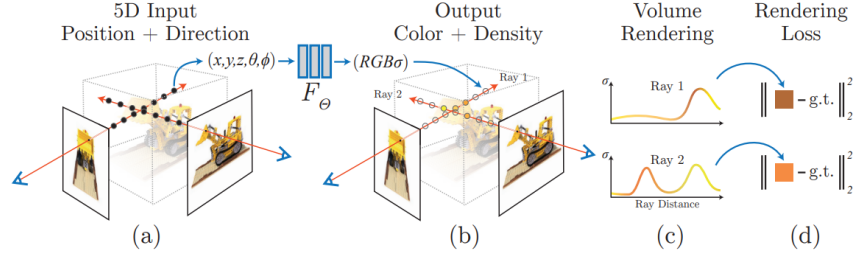 5D Input
Position + Direction
Output
Color + Density
Volume
Rendering
Rendering
Loss
(x,y,z,θ,ϕ)
F_Θ
(RGBσ)
Ray 1
Ray 2
σ
Ray 1
σ
Ray 2
Ray Distance
‖ – g.t. ‖²₂
‖ – g.t. ‖²₂
(a)
(b)
(c)
(d)